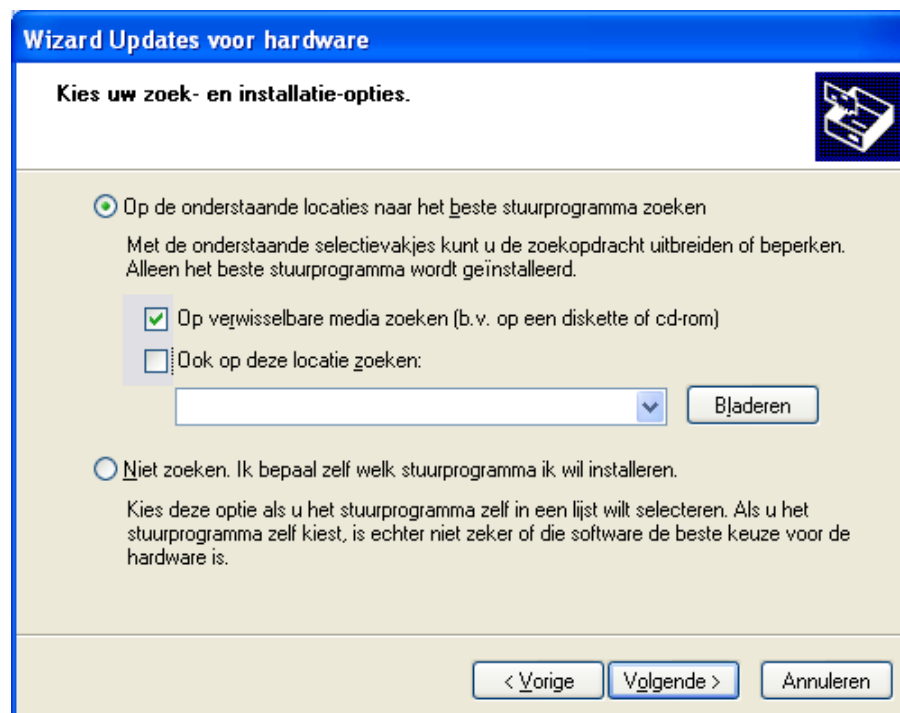 Wizard Updates voor hardware
Kies uw zoek- en installatie-opties.
Op de onderstaande locaties naar het beste stuurprogramma zoeken
Met de onderstaande selectievakjes kunt u de zoekopdracht uitbreiden of beperken.
Alleen het beste stuurprogramma wordt geïnstalleerd.
Op verwisselbare media zoeken (b.v. op een diskette of cd-rom)
Ook op deze locatie zoeken:
Bladeren
Niet zoeken. Ik bepaal zelf welk stuurprogramma ik wil installeren.
Kies deze optie als u het stuurprogramma zelf in een lijst wilt selecteren. Als u het
stuurprogramma zelf kiest, is echter niet zeker of die software de beste keuze voor de
hardware is.
< Vorige
Volgende >
Annuleren